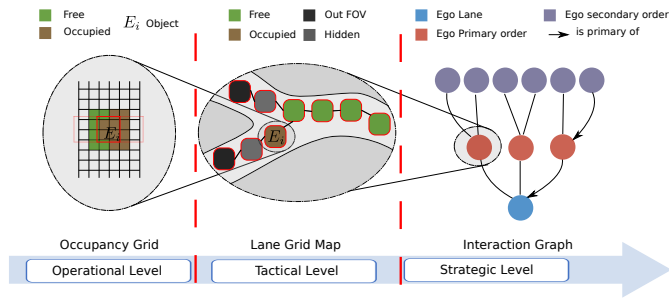 Free
Occupied
E_i Object
Free
Occupied
Out FOV
Hidden
Ego Lane
Ego Primary order
Ego secondary order
is primary of
E_i
E_i
Occupancy Grid
Lane Grid Map
Interaction Graph
Operational Level
Tactical Level
Strategic Level